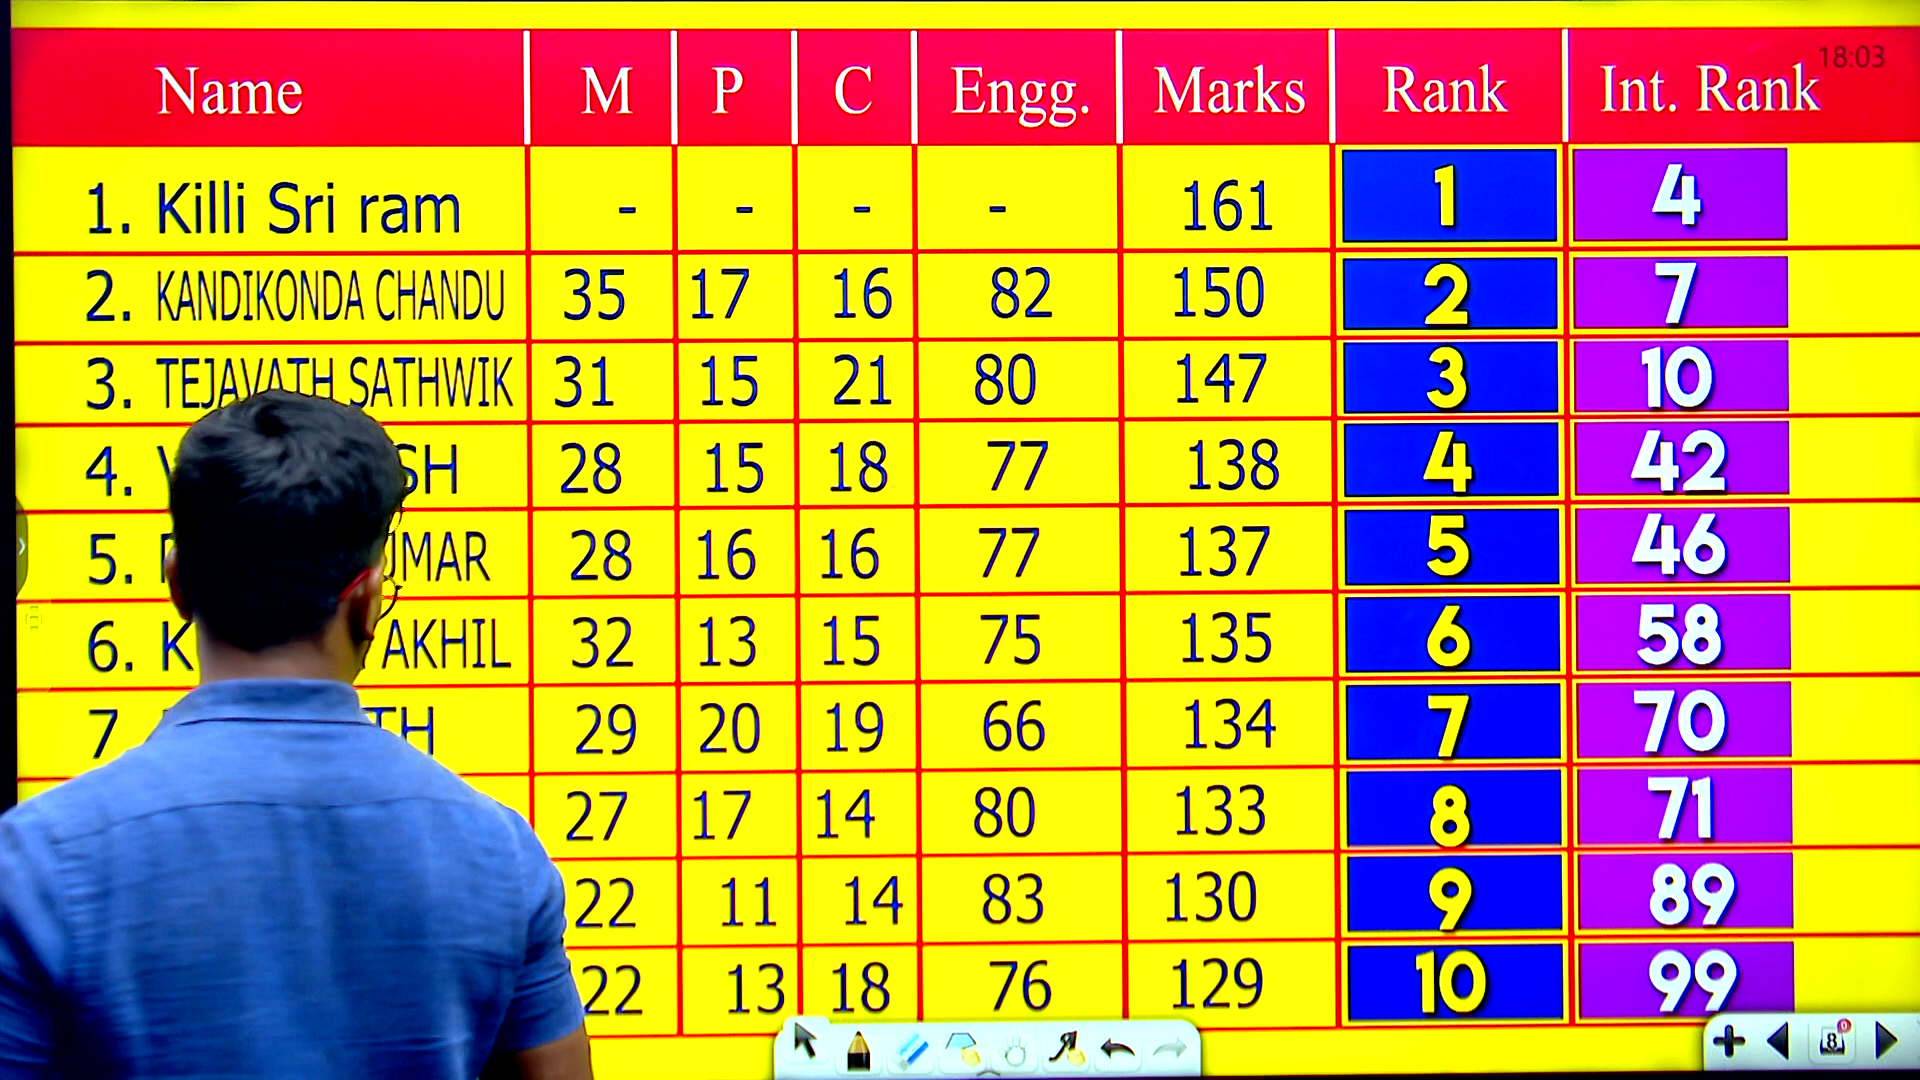 18:03
Name M P C Engg. Marks Rank Int. Rank
1. Killi Sri ram - - - - 161 1 4
2. KANDIKONDA CHANDU 35 17 16 82 150 2 7
3. TEJAVATH SATHWIK 31 15 21 80 147 3 10
4. 28 15 18 77 138 4 42
5. 28 16 16 77 137 5 46
6. AKHIL 32 13 15 75 135 6 58
7. 29 20 19 66 134 7 70
27 17 14 80 133 8 71
22 11 14 83 130 9 89
22 13 18 76 129 10 99
8